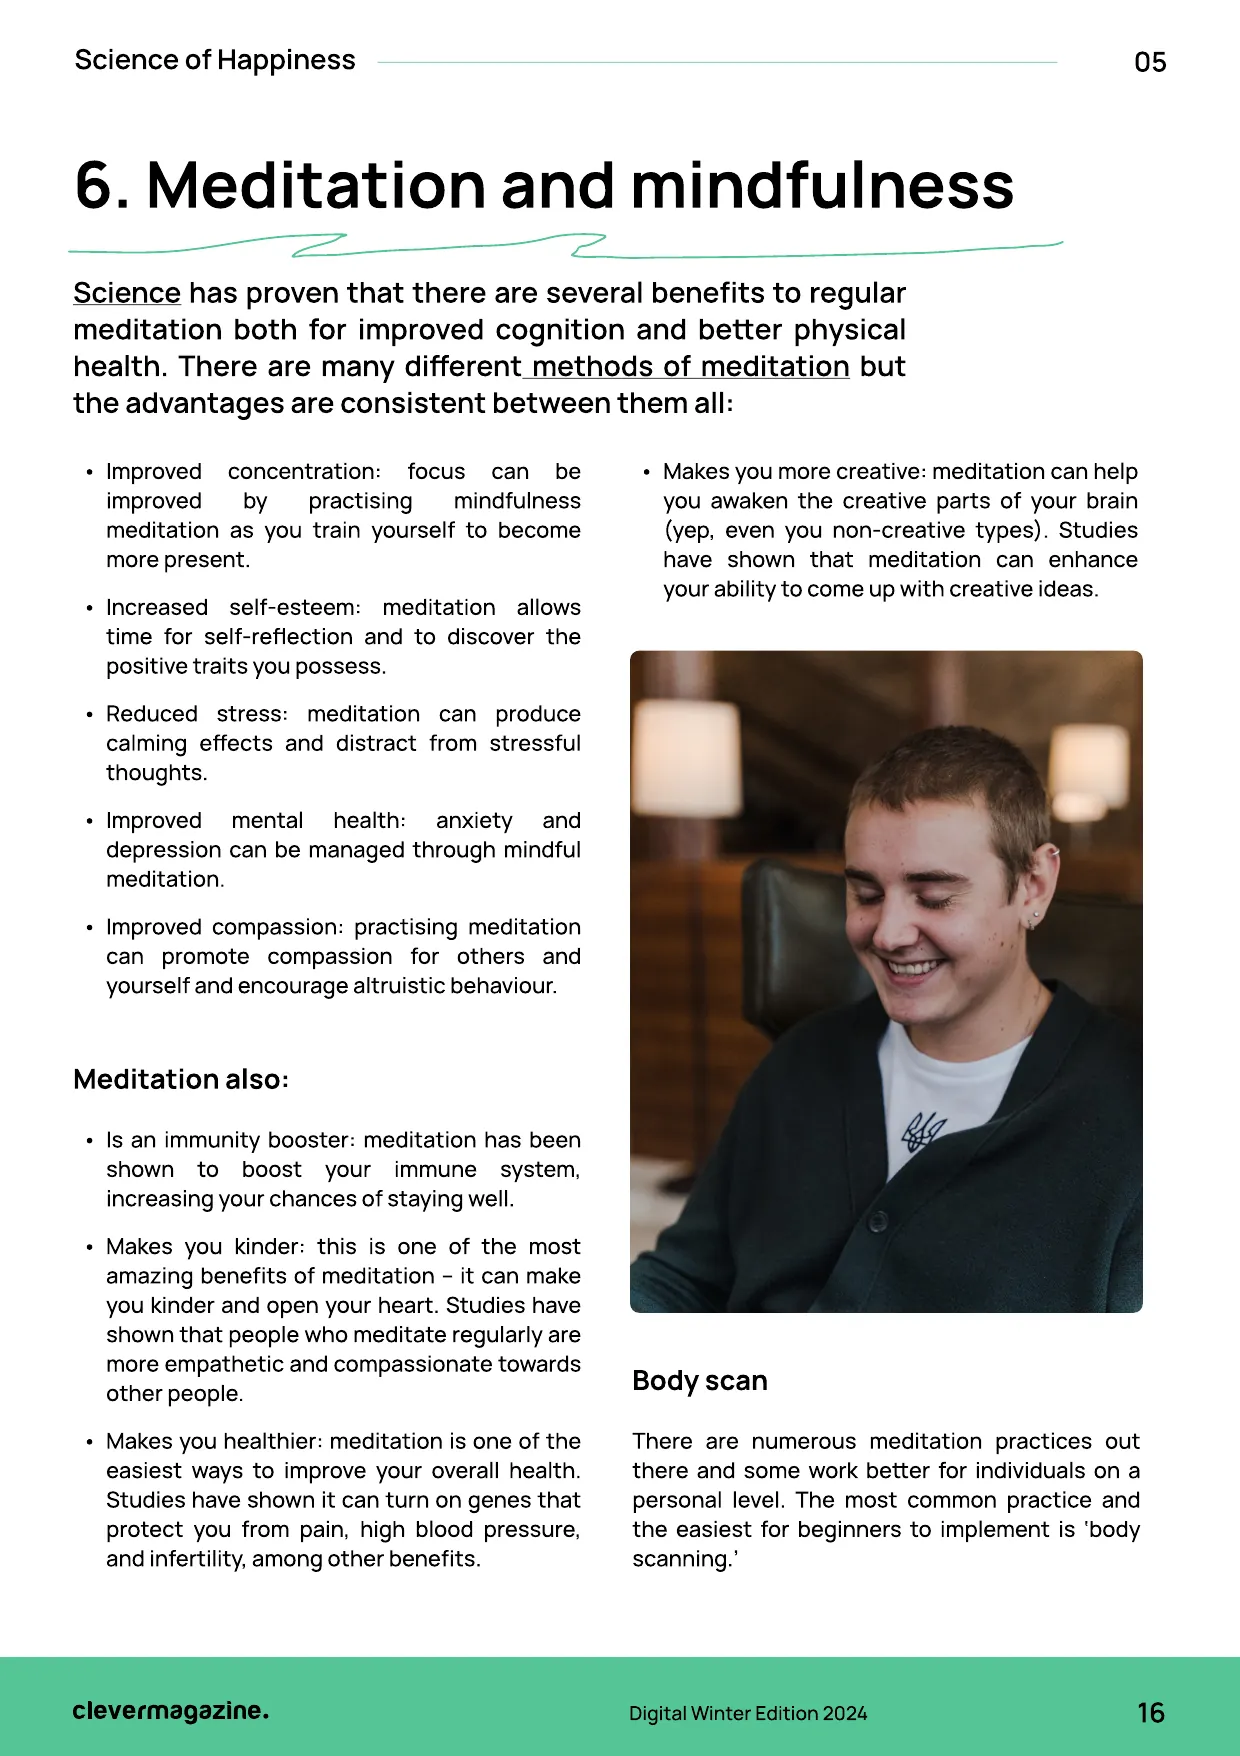 Science of Happiness
05
6. Meditation and mindfulness
Science has proven that there are several benefits to regular
meditation both for improved cognition and better physical
health. There are many different methods of meditation but
the advantages are consistent between them all:
• Improved concentration: focus can be
improved by practising mindfulness
meditation as you train yourself to become
more present.
• Increased self-esteem: meditation allows
time for self-reflection and to discover the
positive traits you possess.
• Reduced stress: meditation can produce
calming effects and distract from stressful
thoughts.
• Improved mental health: anxiety and
depression can be managed through mindful
meditation.
• Improved compassion: practising meditation
can promote compassion for others and
yourself and encourage altruistic behaviour.
Meditation also:
• Is an immunity booster: meditation has been
shown to boost your immune system,
increasing your chances of staying well.
• Makes you kinder: this is one of the most
amazing benefits of meditation – it can make
you kinder and open your heart. Studies have
shown that people who meditate regularly are
more empathetic and compassionate towards
other people.
• Makes you healthier: meditation is one of the
easiest ways to improve your overall health.
Studies have shown it can turn on genes that
protect you from pain, high blood pressure,
and infertility, among other benefits.
• Makes you more creative: meditation can help
you awaken the creative parts of your brain
(yep, even you non-creative types). Studies
have shown that meditation can enhance
your ability to come up with creative ideas.
Body scan
There are numerous meditation practices out
there and some work better for individuals on a
personal level. The most common practice and
the easiest for beginners to implement is ‘body
scanning.’
clevermagazine.
Digital Winter Edition 2024
16